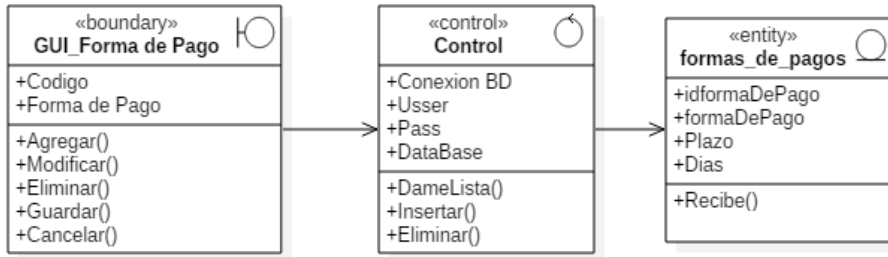 «boundary»
GUI_Forma de Pago
+Codigo
+Forma de Pago
+Agregar()
+Modificar()
+Eliminar()
+Guardar()
+Cancelar()
«control»
Control
+Conexion BD
+Usser
+Pass
+DataBase
+DameLista()
+Insertar()
+Eliminar()
«entity»
formas_de_pagos
+idformaDePago
+formaDePago
+Plazo
+Dias
+Recibe()